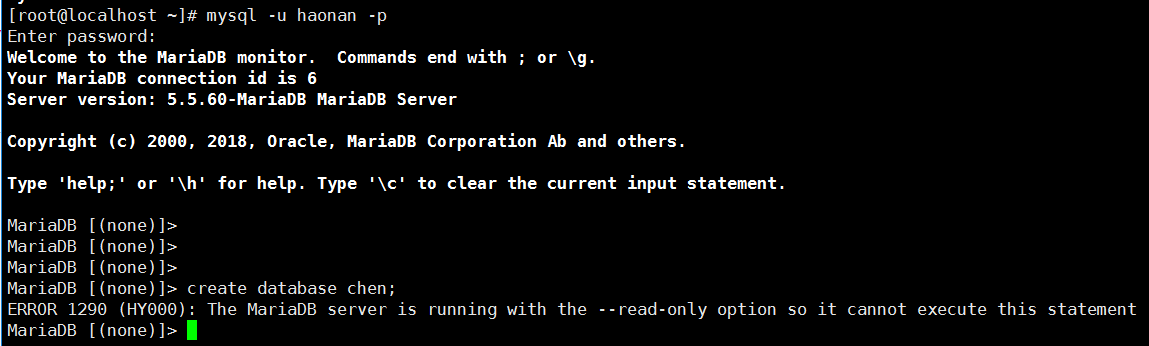 [root@localhost ~]# mysql -u haonan -p
Enter password:
Welcome to the MariaDB monitor.  Commands end with ; or \g.
Your MariaDB connection id is 6
Server version: 5.5.60-MariaDB MariaDB Server
Copyright (c) 2000, 2018, Oracle, MariaDB Corporation Ab and others.
Type 'help;' or '\h' for help. Type '\c' to clear the current input statement.
MariaDB [(none)]>
MariaDB [(none)]>
MariaDB [(none)]>
MariaDB [(none)]> create database chen;
ERROR 1290 (HY000): The MariaDB server is running with the --read-only option so it cannot execute this statement
MariaDB [(none)]>